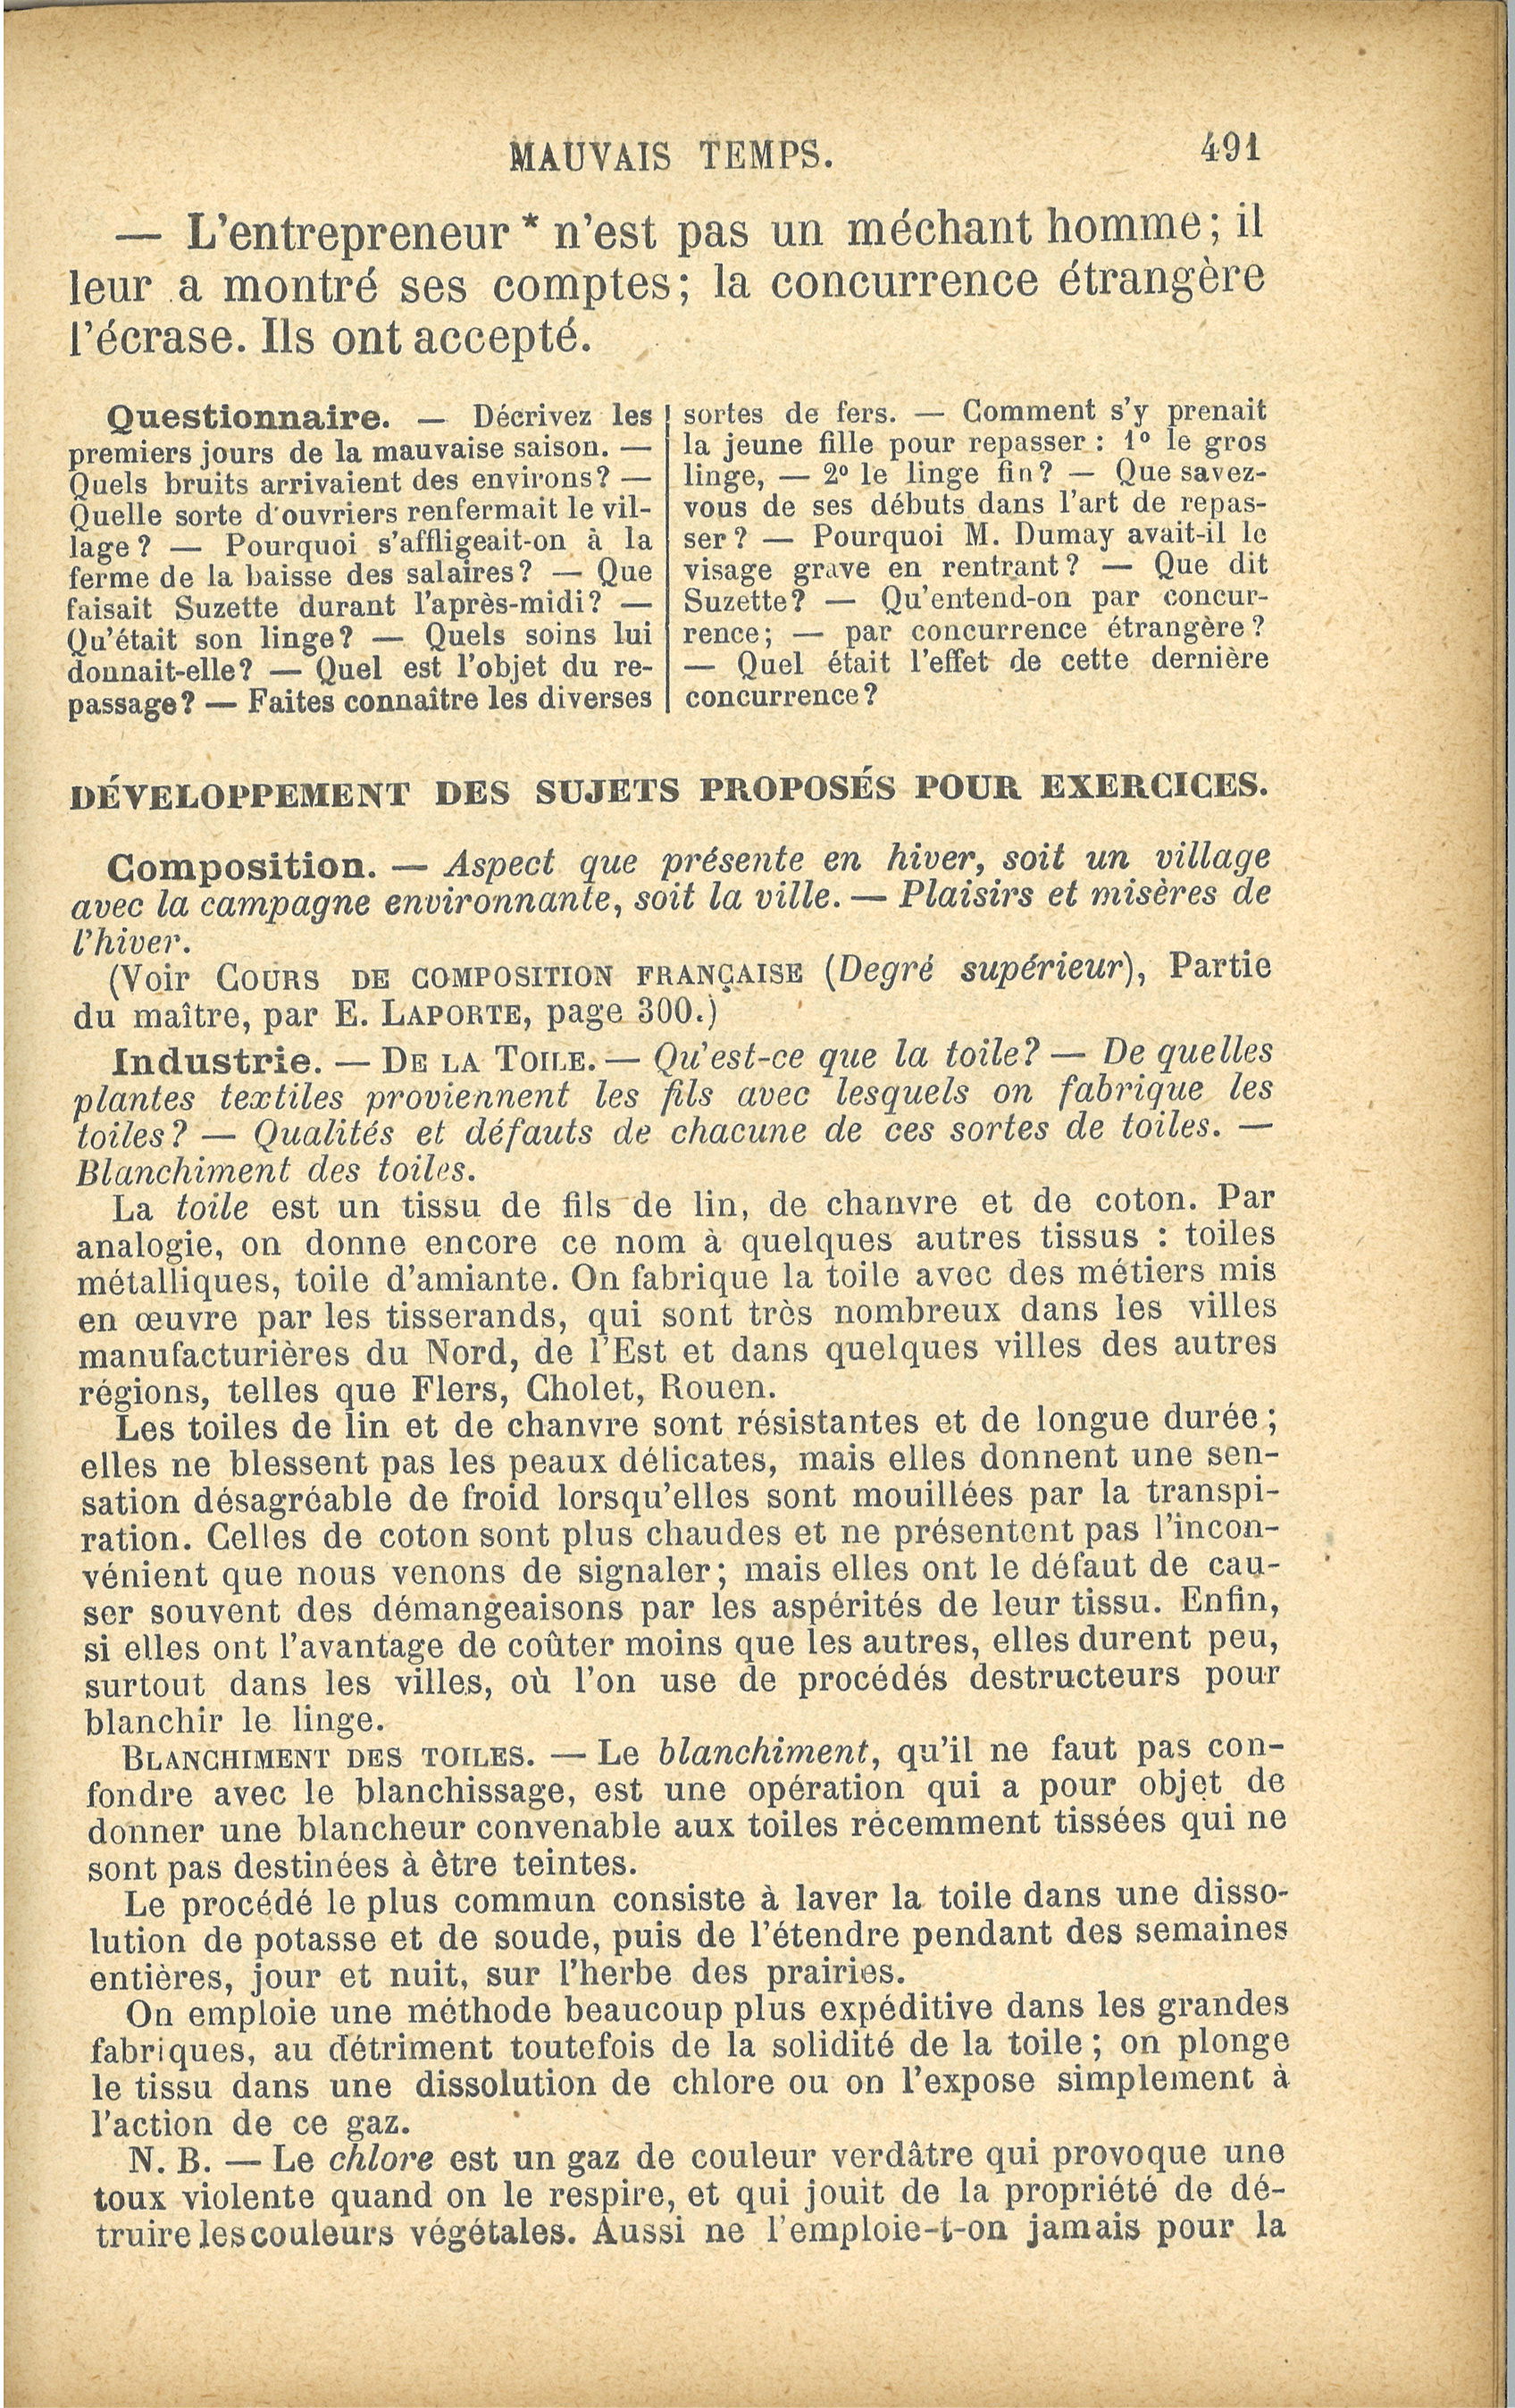 MAUVAIS TEMPS. 491
— L'entrepreneur * n'est pas un méchant homme; il
leur a montré ses comptes; la concurrence étrangère
l'écrase. Ils ont accepté.
Questionnaire. — Décrivez les
premiers jours de la mauvaise saison. —
Quels bruits arrivaient des environs? —
Quelle sorte d'ouvriers renfermait le vil-
lage? — Pourquoi s'affligeait-on à la
ferme de la baisse des salaires? — Que
faisait Suzette durant l'après-midi? —
Qu'était son linge? — Quels soins lui
donnait-elle? — Quel est l'objet du re-
passage? — Faites connaître les diverses
sortes de fers. — Comment s'y prenait
la jeune fille pour repasser : 1º le gros
linge, — 2º le linge fin? — Que savez-
vous de ses débuts dans l'art de repas-
ser? — Pourquoi M. Dumay avait-il le
visage grave en rentrant? — Que dit
Suzette? — Qu'entend-on par concur-
rence; — par concurrence étrangère?
— Quel était l'effet de cette dernière
concurrence?
DÉVELOPPEMENT DES SUJETS PROPOSÉS POUR EXERCICES.
Composition. — Aspect que présente en hiver, soit un village
avec la campagne environnante, soit la ville. — Plaisirs et misères de
l'hiver.
(Voir COURS DE COMPOSITION FRANÇAISE (Degré supérieur), Partie
du maître, par E. LAPORTE, page 300.)
Industrie. — DE LA TOILE. — Qu'est-ce que la toile? — De quelles
plantes textiles proviennent les fils avec lesquels on fabrique les
toiles? — Qualités et défauts de chacune de ces sortes de toiles. —
Blanchiment des toiles.
La toile est un tissu de fils de lin, de chanvre et de coton. Par
analogie, on donne encore ce nom à quelques autres tissus : toiles
métalliques, toile d'amiante. On fabrique la toile avec des métiers mis
en œuvre par les tisserands, qui sont très nombreux dans les villes
manufacturières du Nord, de l'Est et dans quelques villes des autres
régions, telles que Flers, Cholet, Rouen.
Les toiles de lin et de chanvre sont résistantes et de longue durée;
elles ne blessent pas les peaux délicates, mais elles donnent une sen-
sation désagréable de froid lorsqu'elles sont mouillées par la transpi-
ration. Celles de coton sont plus chaudes et ne présentent pas l'incon-
vénient que nous venons de signaler; mais elles ont le défaut de cau-
ser souvent des démangeaisons par les aspérités de leur tissu. Enfin,
si elles ont l'avantage de coûter moins que les autres, elles durent peu,
surtout dans les villes, où l'on use de procédés destructeurs pour
blanchir le linge.
BLANCHIMENT DES TOILES. — Le blanchiment, qu'il ne faut pas con-
fondre avec le blanchissage, est une opération qui a pour objet de
donner une blancheur convenable aux toiles récemment tissées qui ne
sont pas destinées à être teintes.
Le procédé le plus commun consiste à laver la toile dans une disso-
lution de potasse et de soude, puis de l'étendre pendant des semaines
entières, jour et nuit, sur l'herbe des prairies.
On emploie une méthode beaucoup plus expéditive dans les grandes
fabriques, au détriment toutefois de la solidité de la toile; on plonge
le tissu dans une dissolution de chlore ou on l'expose simplement à
l'action de ce gaz.
N. B. — Le chlore est un gaz de couleur verdâtre qui provoque une
toux violente quand on le respire, et qui jouit de la propriété de dé-
truire les couleurs végétales. Aussi ne l'emploie-t-on jamais pour la